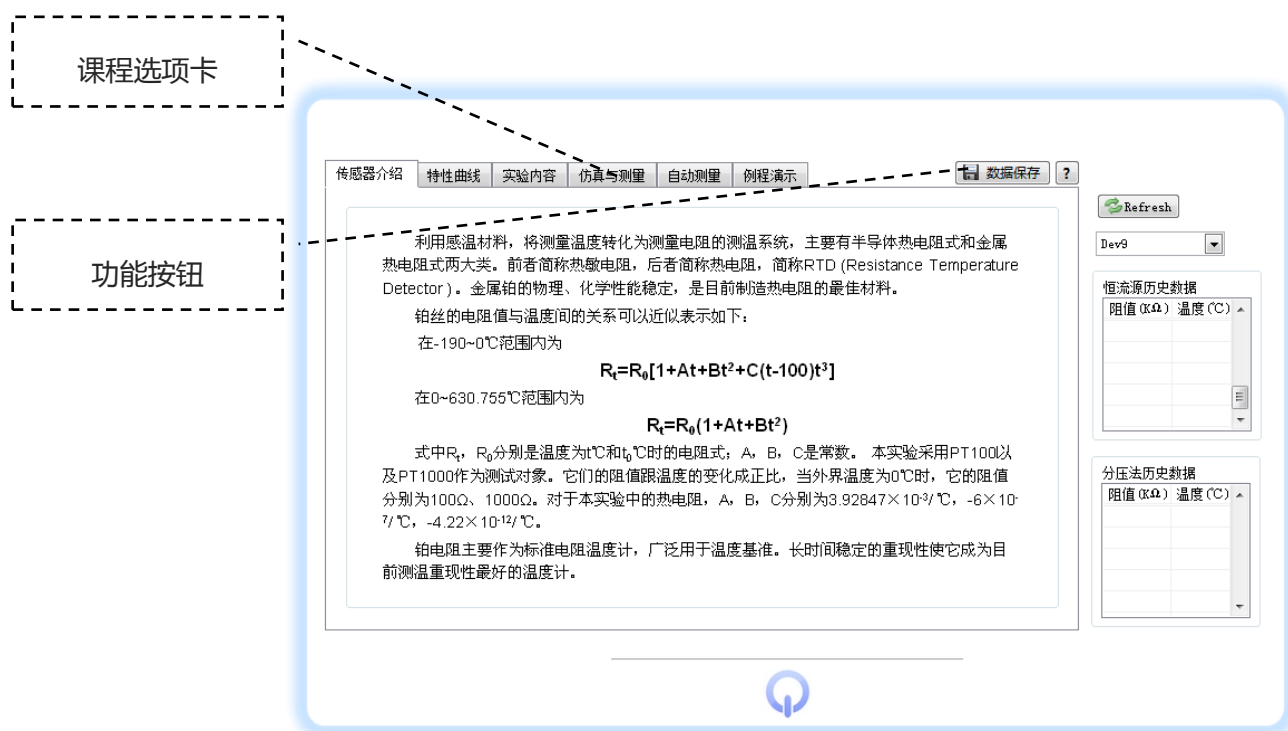 课程选项卡
功能按钮
传感器介绍 特性曲线 实验内容 仿真与测量 自动测量 例程演示 数据保存 ?
利用感温材料，将测量温度转化为测量电阻的测温系统，主要有半导体热电阻式和金属
热电阻式两大类。前者简称热敏电阻，后者简称热电阻，简称RTD (Resistance Temperature
Detector )。金属铂的物理、化学性能稳定，是目前制造热电阻的最佳材料。
铂丝的电阻值与温度间的关系可以近似表示如下：
在-190~0℃范围内为
Rₜ=R₀[1+At+Bt²+C(t-100)t³]
在0~630.755℃范围内为
Rₜ=R₀(1+At+Bt²)
式中Rₜ，R₀分别是温度为t℃和t₀℃时的电阻式；A，B，C是常数。 本实验采用PT100以
及PT1000作为测试对象。它们的阻值跟温度的变化成正比，当外界温度为0℃时，它的阻值
分别为100Ω、1000Ω。对于本实验中的热电阻，A，B，C分别为3.92847×10⁻³/℃，-6×10⁻
⁷/℃，-4.22×10⁻¹²/℃。
铂电阻主要作为标准电阻温度计，广泛用于温度基准。长时间稳定的重现性使它成为目
前测温重现性最好的温度计。
Refresh
Dev9
恒流源历史数据
阻值(KΩ) 温度(℃)
分压法历史数据
阻值(KΩ) 温度(℃)